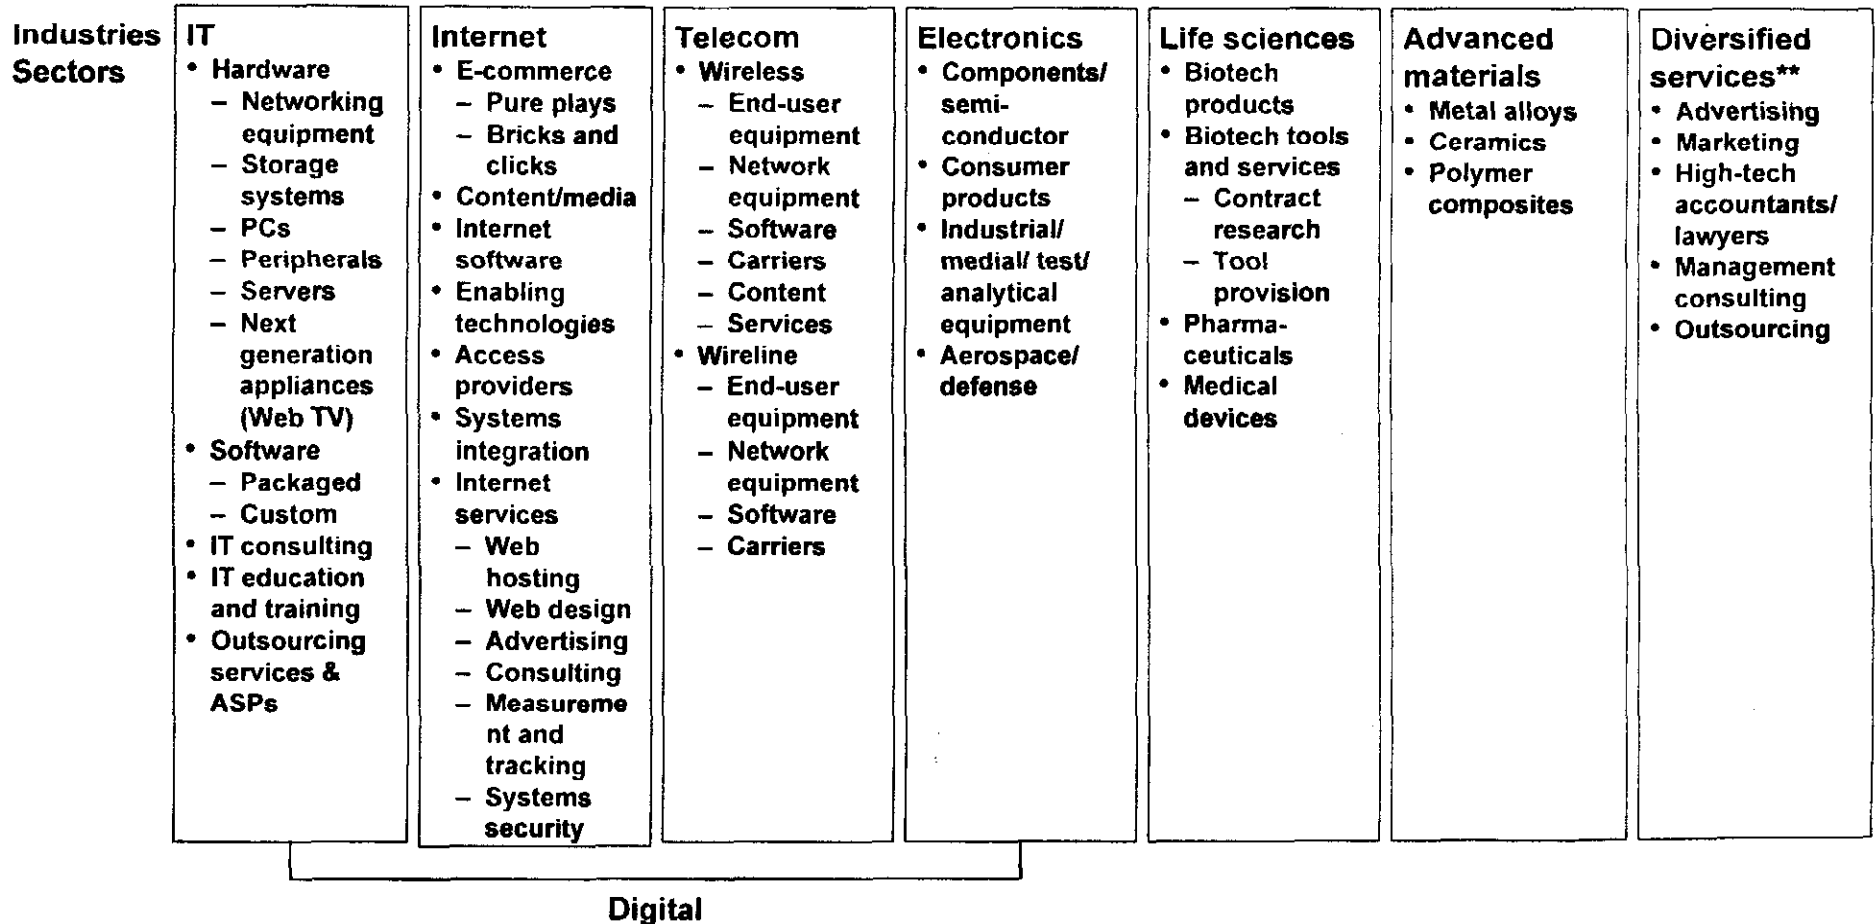 Industries
Sectors
IT
• Hardware
– Networking
equipment
– Storage
systems
– PCs
– Peripherals
– Servers
– Next
generation
appliances
(Web TV)
• Software
– Packaged
– Custom
• IT consulting
• IT education
and training
• Outsourcing
services &
ASPs
Internet
• E-commerce
– Pure plays
– Bricks and
clicks
• Content/media
• Internet
software
• Enabling
technologies
• Access
providers
• Systems
integration
• Internet
services
– Web
hosting
– Web design
– Advertising
– Consulting
– Measureme
nt and
tracking
– Systems
security
Telecom
• Wireless
– End-user
equipment
– Network
equipment
– Software
– Carriers
– Content
– Services
• Wireline
– End-user
equipment
– Network
equipment
– Software
– Carriers
Electronics
• Components/
semi-
conductor
• Consumer
products
• Industrial/
medial/ test/
analytical
equipment
• Aerospace/
defense
Life sciences
• Biotech
products
• Biotech tools
and services
– Contract
research
– Tool
provision
• Pharma-
ceuticals
• Medical
devices
Advanced
materials
• Metal alloys
• Ceramics
• Polymer
composites
Diversified
services**
• Advertising
• Marketing
• High-tech
accountants/
lawyers
• Management
consulting
• Outsourcing
Digital